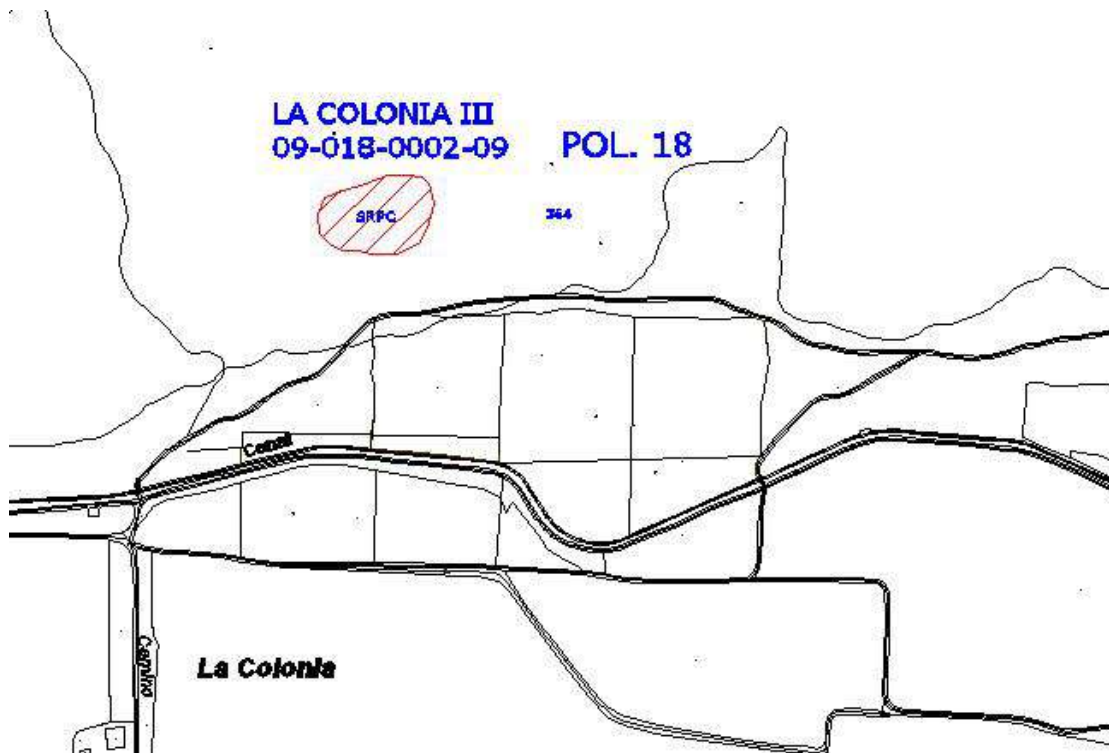 LA COLONIA III
09-018-0002-09
POL. 18
SRPC
364
Canal
Camino
La Colonia